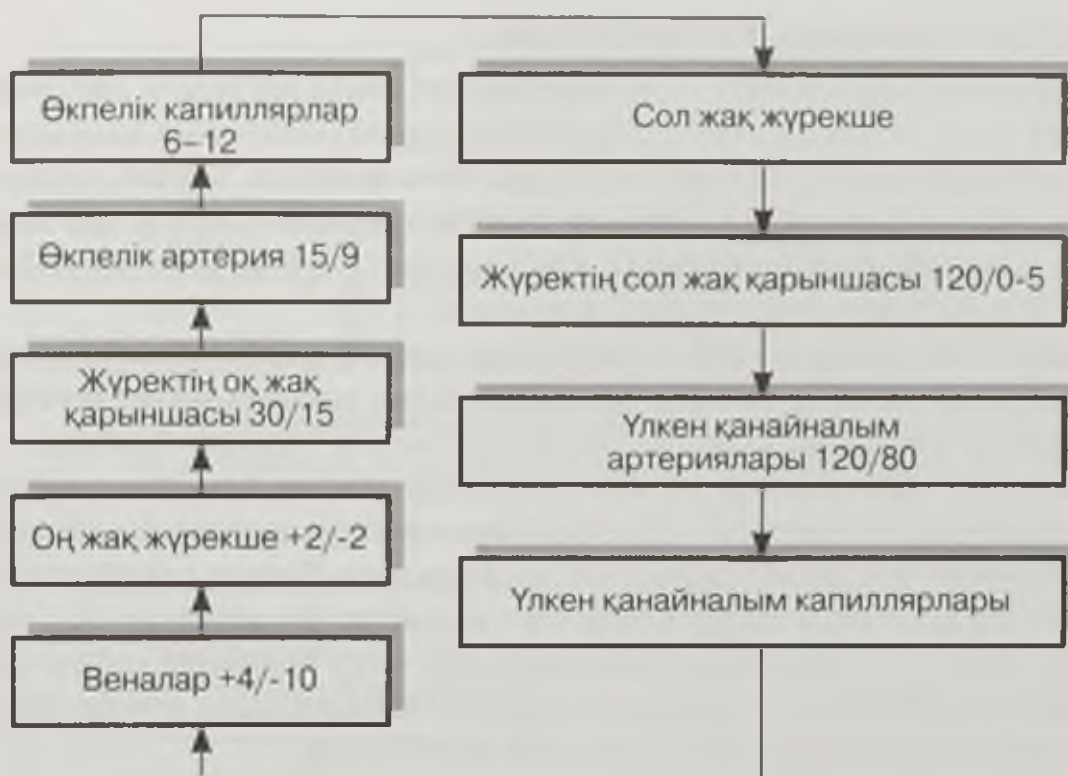 Өкпелік капиллярлар
6–12
Өкпелік артерия 15/9
Жүректің оқ жақ
қарыншасы 30/15
Оң жақ жүрекше +2/-2
Веналар +4/-10
Сол жақ жүрекше
Жүректің сол жақ қарыншасы 120/0-5
Үлкен қанайналым
артериялары 120/80
Үлкен қанайналым капиллярлары